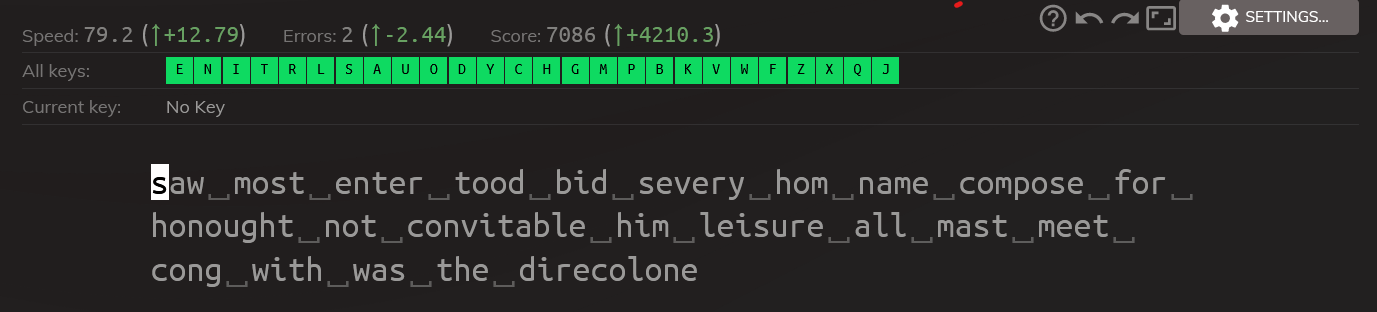 Speed: 79.2 (↑+12.79) Errors: 2 (↑-2.44) Score: 7086 (↑+4210.3) SETTINGS...
All keys: E N I T R L S A U O D Y C H G M P B K V W F Z X Q J
Current key: No Key
saw␣most␣enter␣tood␣bid␣severy␣hom␣name␣compose␣for␣
honought␣not␣convitable␣him␣leisure␣all␣mast␣meet␣
cong␣with␣was␣the␣direcolone